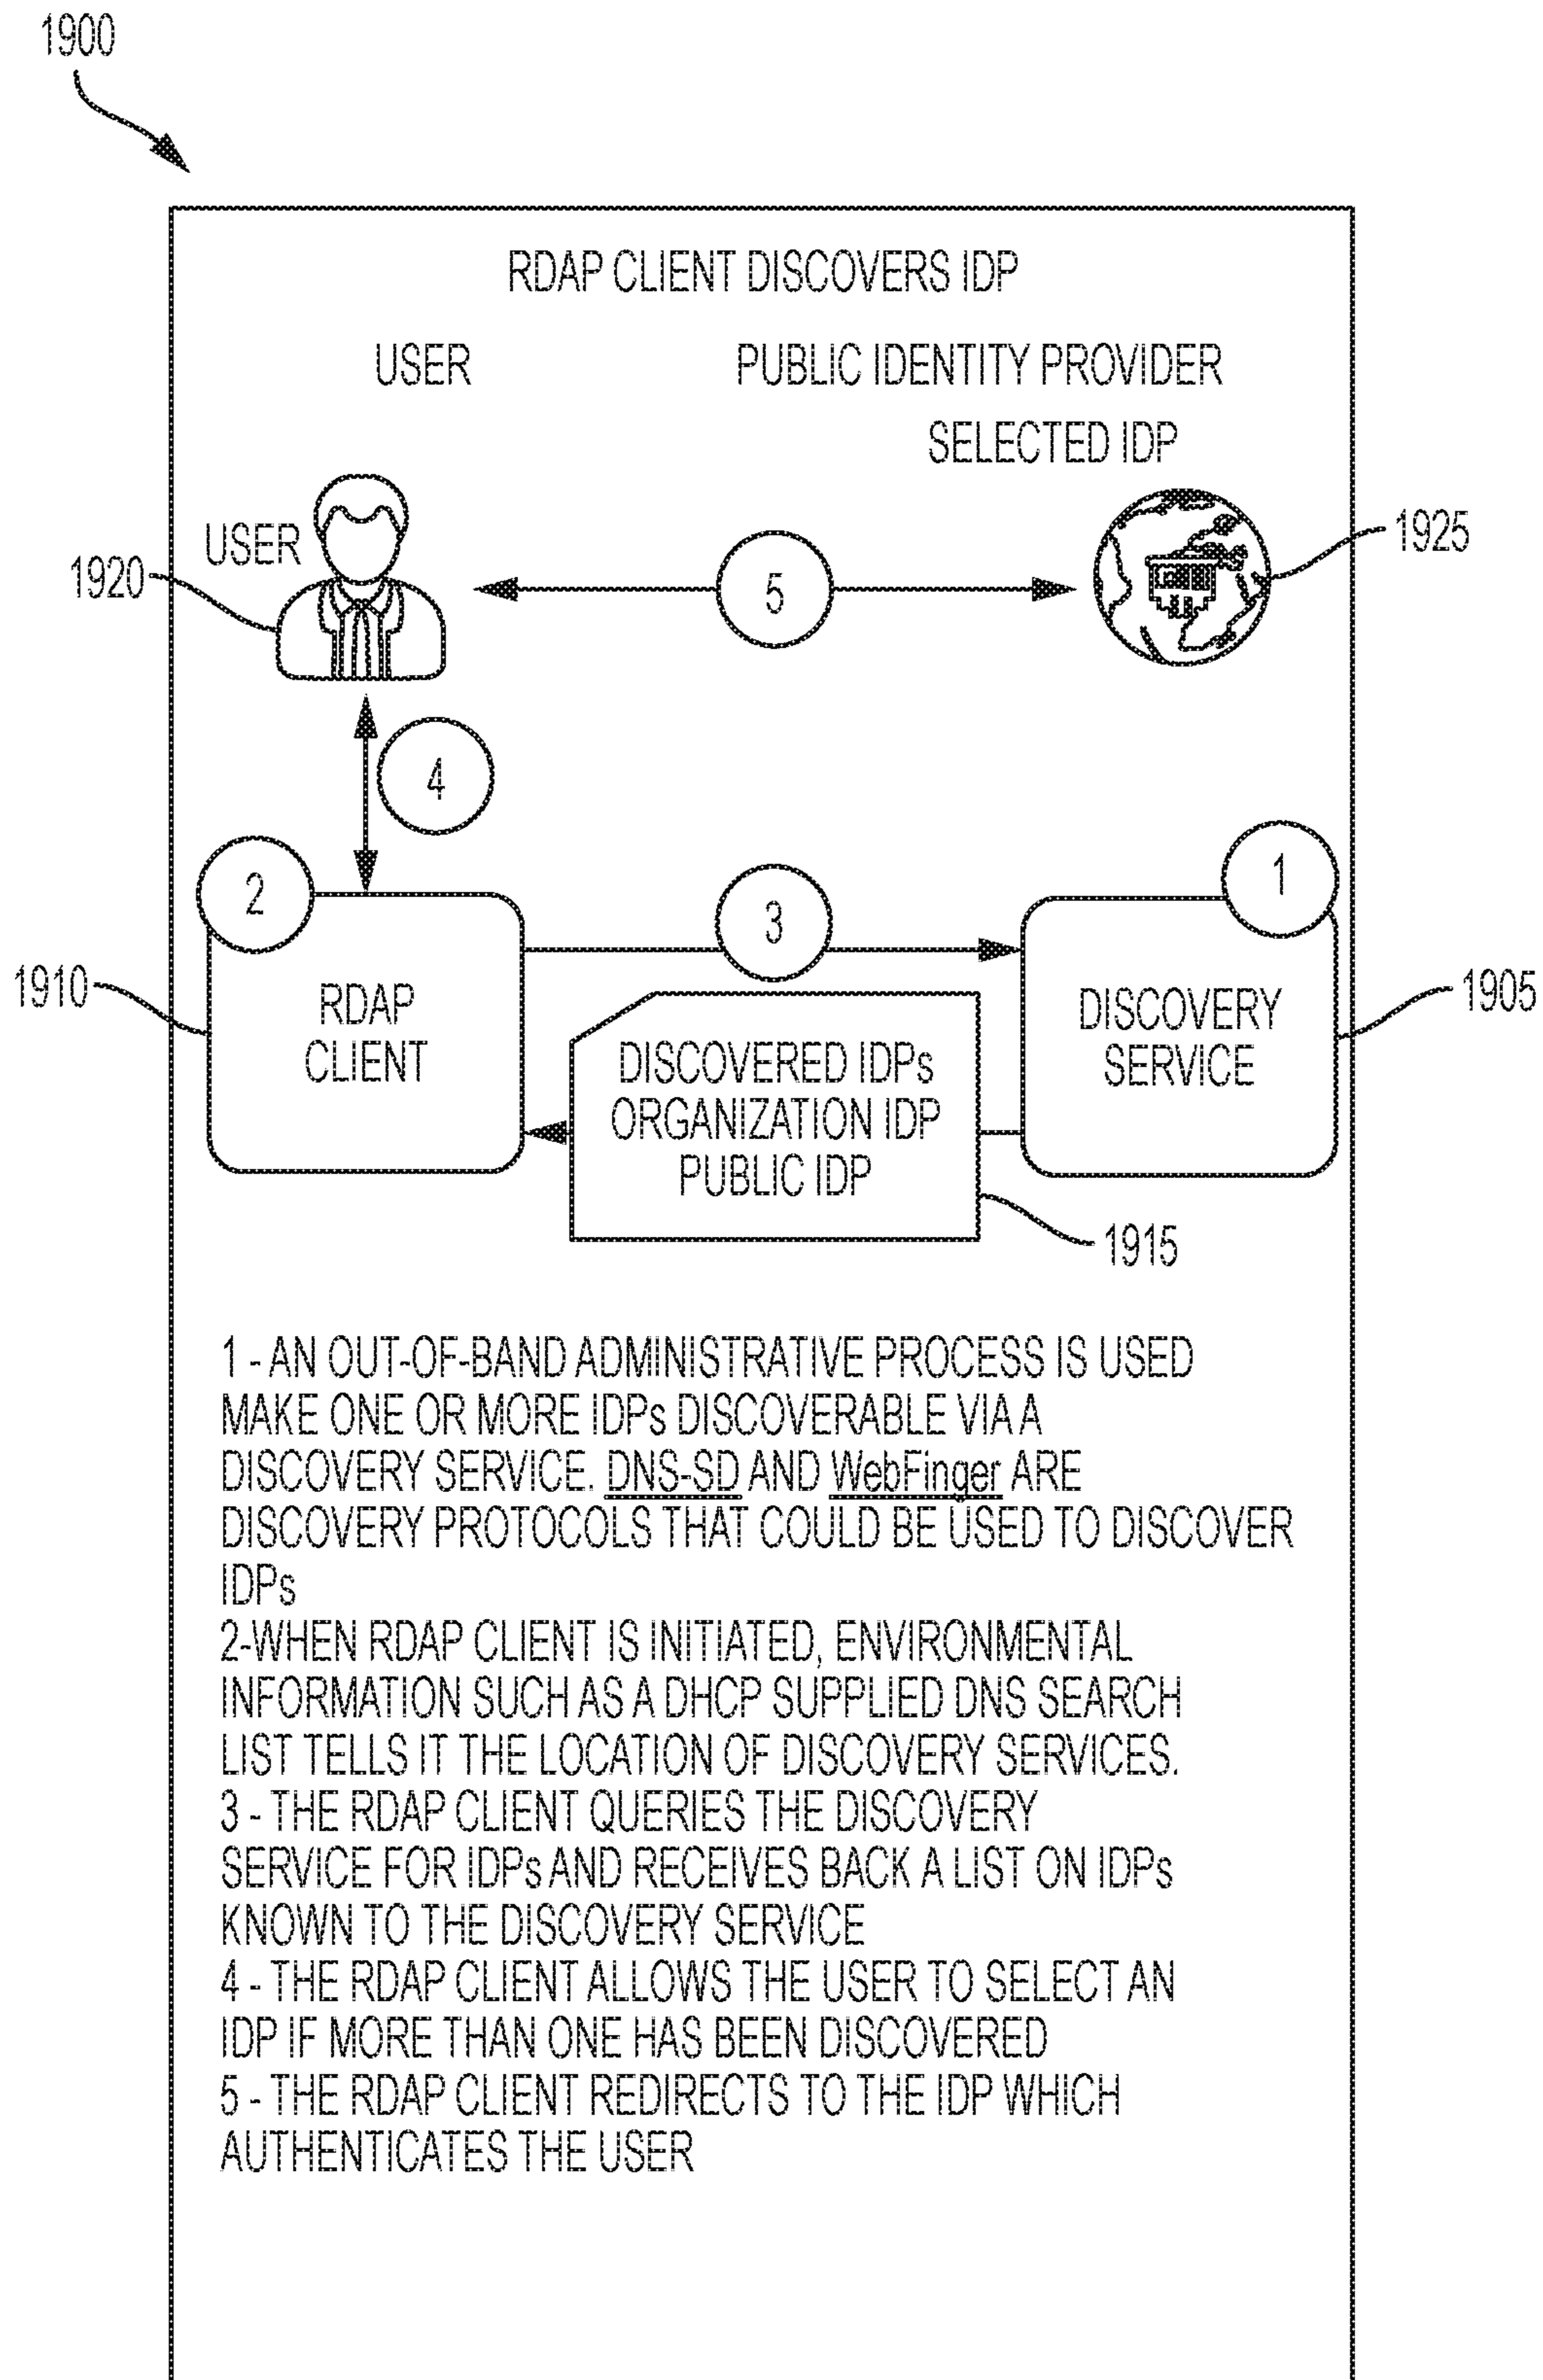 1900
RDAP CLIENT DISCOVERS IDP
USER
PUBLIC IDENTITY PROVIDER
SELECTED IDP
USER
1920
5
1925
4
2
3
1
1910
RDAP
CLIENT
DISCOVERED IDPs
ORGANIZATION IDP
PUBLIC IDP
DISCOVERY
SERVICE
1905
1915
1 - AN OUT-OF-BAND ADMINISTRATIVE PROCESS IS USED
MAKE ONE OR MORE IDPs DISCOVERABLE VIA A
DISCOVERY SERVICE. DNS-SD AND WebFinger ARE
DISCOVERY PROTOCOLS THAT COULD BE USED TO DISCOVER
IDPs
2-WHEN RDAP CLIENT IS INITIATED, ENVIRONMENTAL
INFORMATION SUCH AS A DHCP SUPPLIED DNS SEARCH
LIST TELLS IT THE LOCATION OF DISCOVERY SERVICES.
3 - THE RDAP CLIENT QUERIES THE DISCOVERY
SERVICE FOR IDPs AND RECEIVES BACK A LIST ON IDPs
KNOWN TO THE DISCOVERY SERVICE
4 - THE RDAP CLIENT ALLOWS THE USER TO SELECT AN
IDP IF MORE THAN ONE HAS BEEN DISCOVERED
5 - THE RDAP CLIENT REDIRECTS TO THE IDP WHICH
AUTHENTICATES THE USER